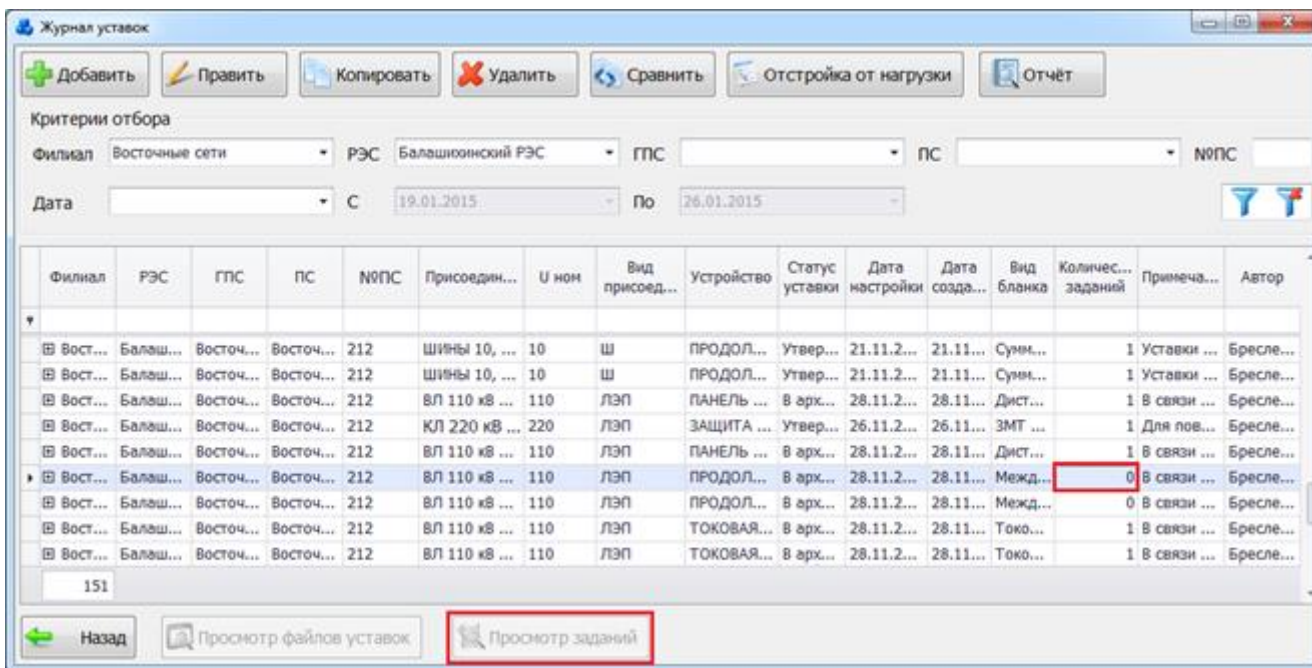 Журнал уставок
Добавить Править Копировать Удалить Сравнить Отстройка от нагрузки Отчёт
Критерии отбора
Филиал Восточные сети РЭС Балашихинский РЭС ГПС ПС №ПС
Дата С 19.01.2015 По 26.01.2015
Филиал РЭС ГПС ПС №ПС Присоедин... U ном Вид присоед... Устройство Статус уставки Дата настройки Дата созда... Вид бланка Количес... заданий Примеча... Автор
Вост... Балаш... Восточ... Восточ... 212 ШИНЫ 10, ... 10 Ш ПРОДОЛ... Утвер... 21.11.2... 21.11... Сумм... 1 Уставки ... Бресле...
Вост... Балаш... Восточ... Восточ... 212 ШИНЫ 10, ... 10 Ш ПРОДОЛ... Утвер... 21.11.2... 21.11... Сумм... 1 Уставки ... Бресле...
Вост... Балаш... Восточ... Восточ... 212 ВЛ 110 кВ ... 110 ЛЭП ПАНЕЛЬ ... В арх... 28.11.2... 28.11... Дист... 1 В связи ... Бресле...
Вост... Балаш... Восточ... Восточ... 212 КЛ 220 кВ ... 220 ЛЭП ЗАЩИТА ... Утвер... 26.11.2... 26.11... ЗМТ ... 1 Для пов... Бресле...
Вост... Балаш... Восточ... Восточ... 212 ВЛ 110 кВ ... 110 ЛЭП ПАНЕЛЬ ... В арх... 28.11.2... 28.11... Дист... 1 В связи ... Бресле...
Вост... Балаш... Восточ... Восточ... 212 ВЛ 110 кВ ... 110 ЛЭП ПРОДОЛ... В арх... 28.11.2... 28.11... Межд... 0 В связи ... Бресле...
Вост... Балаш... Восточ... Восточ... 212 ВЛ 110 кВ ... 110 ЛЭП ПРОДОЛ... В арх... 28.11.2... 28.11... Межд... 0 В связи ... Бресле...
Вост... Балаш... Восточ... Восточ... 212 ВЛ 110 кВ ... 110 ЛЭП ТОКОВАЯ... В арх... 28.11.2... 28.11... Токо... 1 В связи ... Бресле...
Вост... Балаш... Восточ... Восточ... 212 ВЛ 110 кВ ... 110 ЛЭП ТОКОВАЯ... В арх... 28.11.2... 28.11... Токо... 1 В связи ... Бресле...
151
Назад Просмотр файлов уставок Просмотр заданий